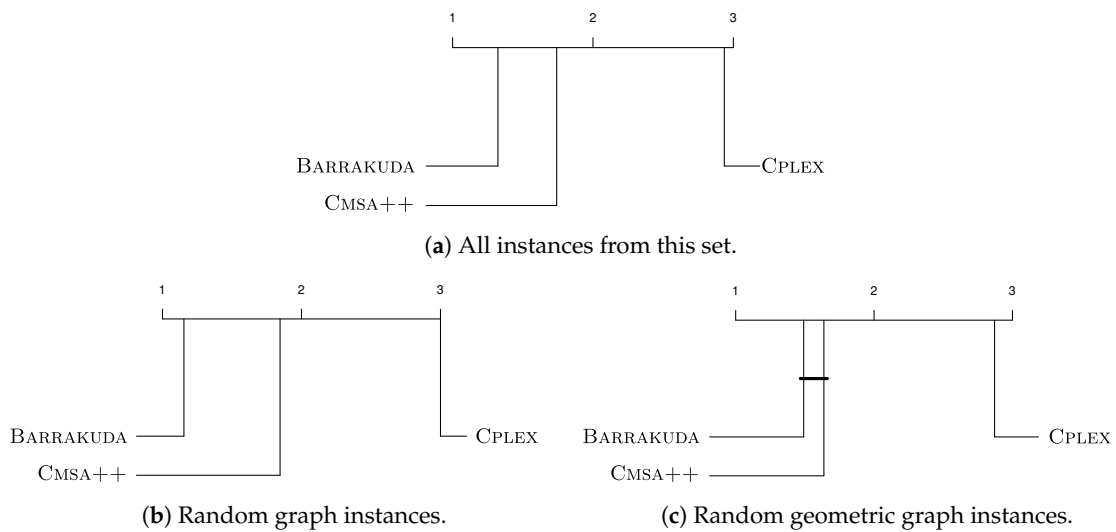 1 2 3
BARRAKUDA CPLEX
CMSA++
(a) All instances from this set.
1 2 3
BARRAKUDA CPLEX
CMSA++
(b) Random graph instances.
1 2 3
BARRAKUDA CPLEX
CMSA++
(c) Random geometric graph instances.